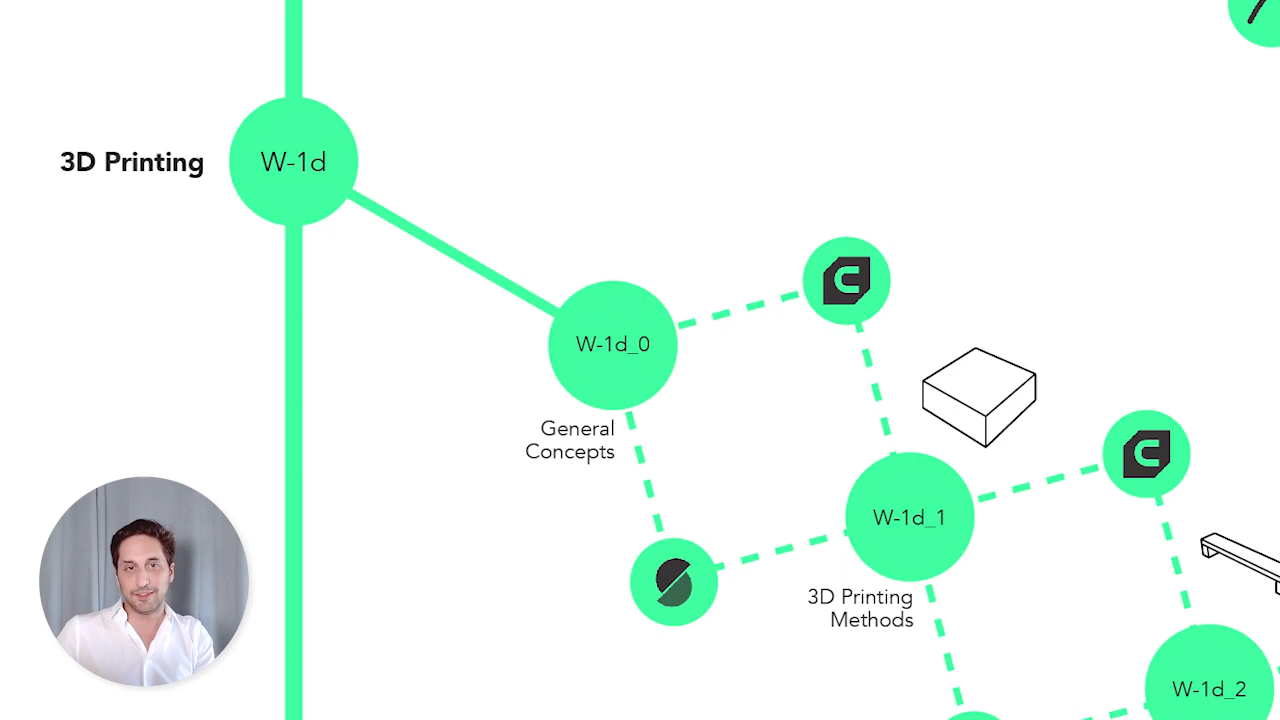 3D Printing
W-1d
W-1d_0
General
Concepts
W-1d_1
3D Printing
Methods
W-1d_2